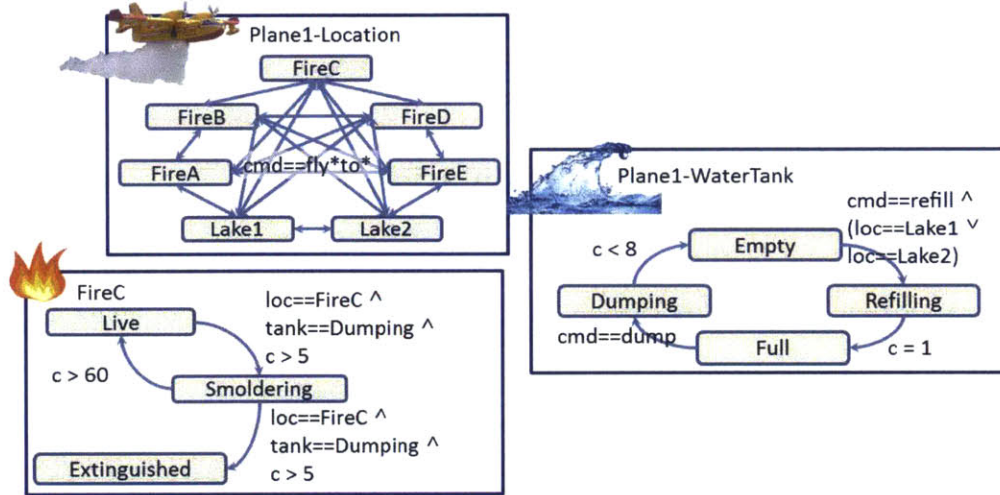 Plane1-Location
FireC
FireB
FireD
cmd==fly*to*
FireA
FireE
Lake1
Lake2
Plane1-WaterTank
cmd==refill ^
(loc==Lake1 ˅
loc==Lake2)
c < 8
Empty
Dumping
Refilling
cmd==dump
Full
c = 1
FireC
Live
loc==FireC ^
tank==Dumping ^
c > 5
c > 60
Smoldering
loc==FireC ^
tank==Dumping ^
c > 5
Extinguished